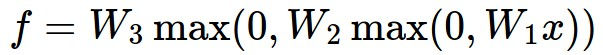 f = W₃ max(0, W₂ max(0, W₁x))